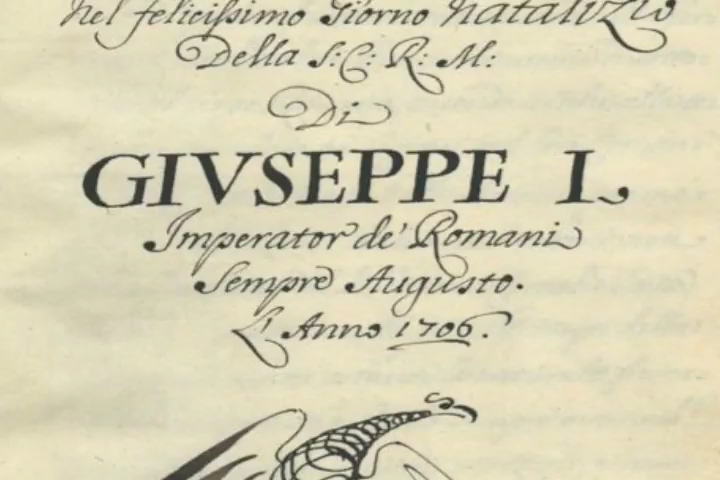 nel felicissimo Giorno natalizio
Della S: C: R: M:
Di
GIVSEPPE I.
Imperator de' Romani
Sempre Augusto.
L' Anno 1706.